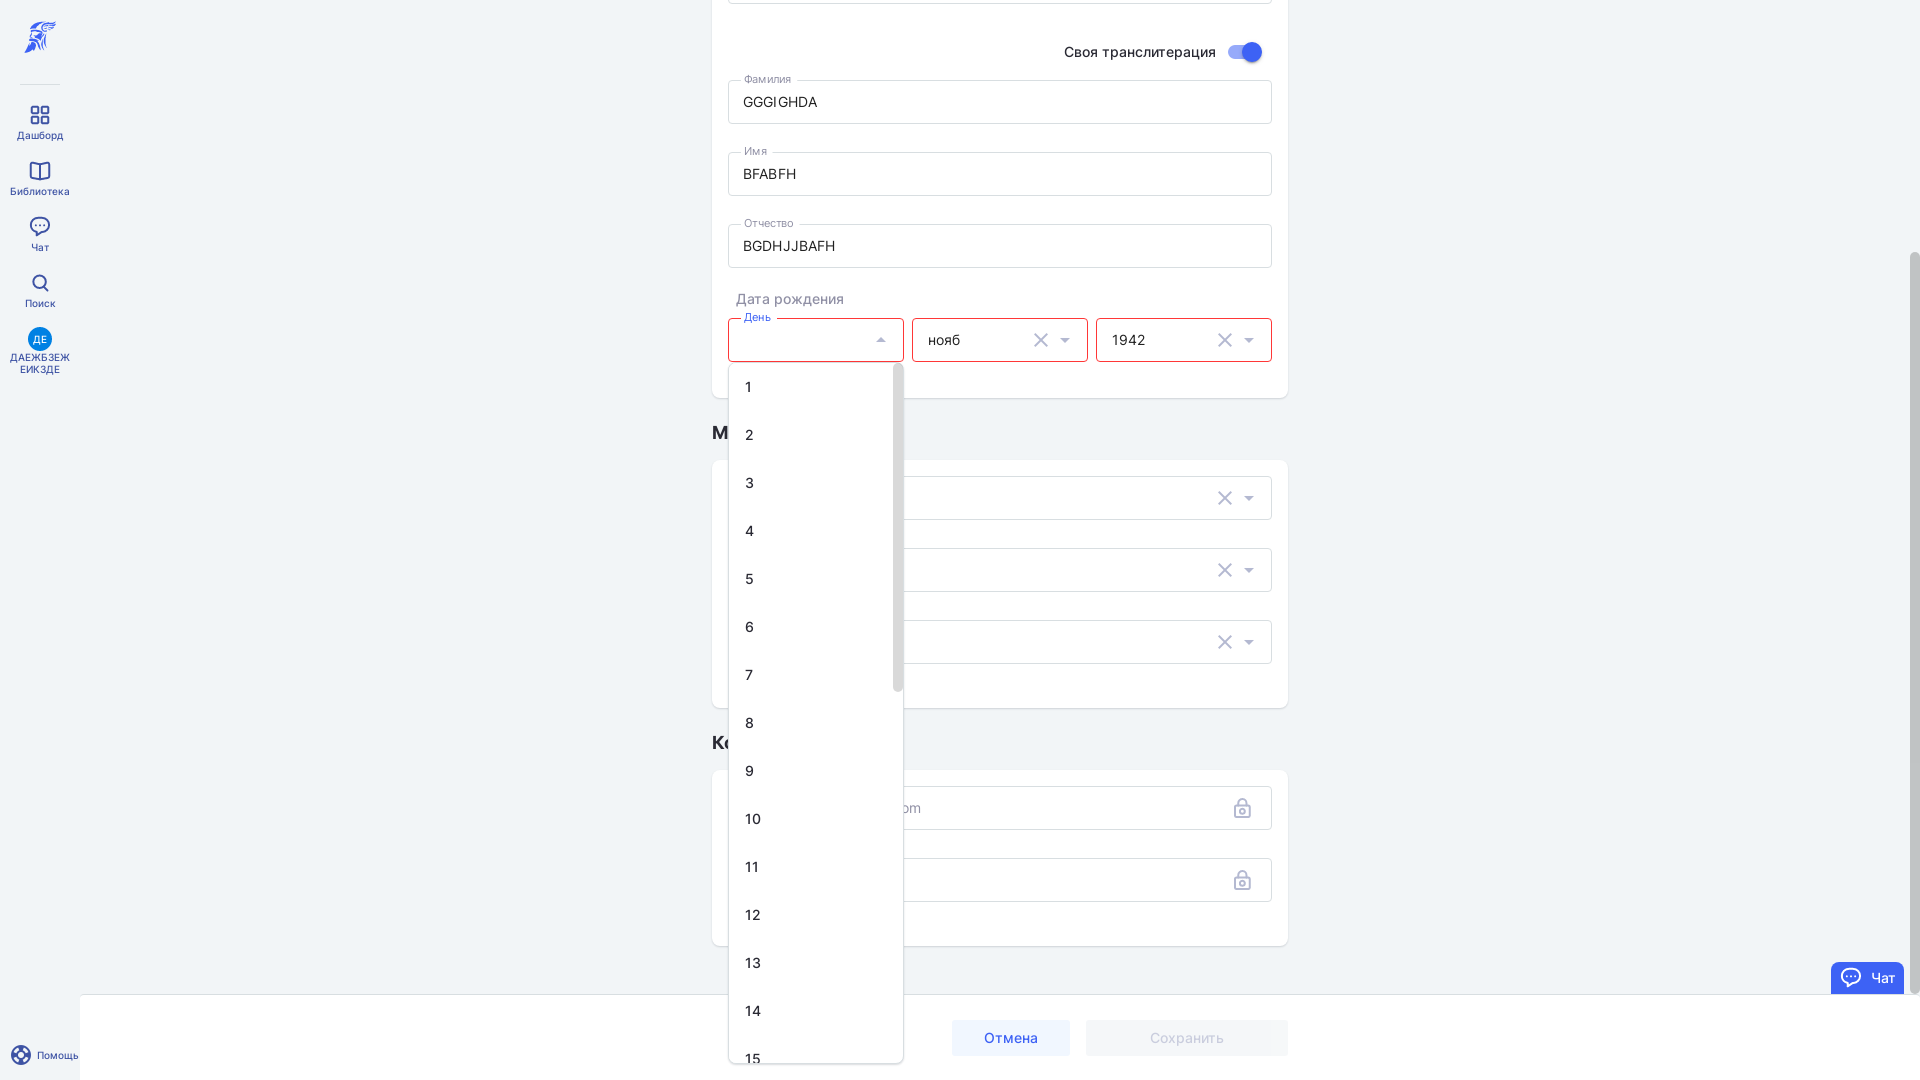 Своя транслитерация
Фамилия
GGGIGHDA
Имя
BFABFH
Отчество
BGDHJJBAFH
Дата рождения
День
нояб
1942
Дашборд
Библиотека
Чат
Поиск
ДЕ
ДАЕЖБЗЕЖ
ЕИКЗДЕ
1
2
3
4
5
6
7
8
9
10
11
12
13
14
15
Чат
Отмена
Сохранить
Помощь